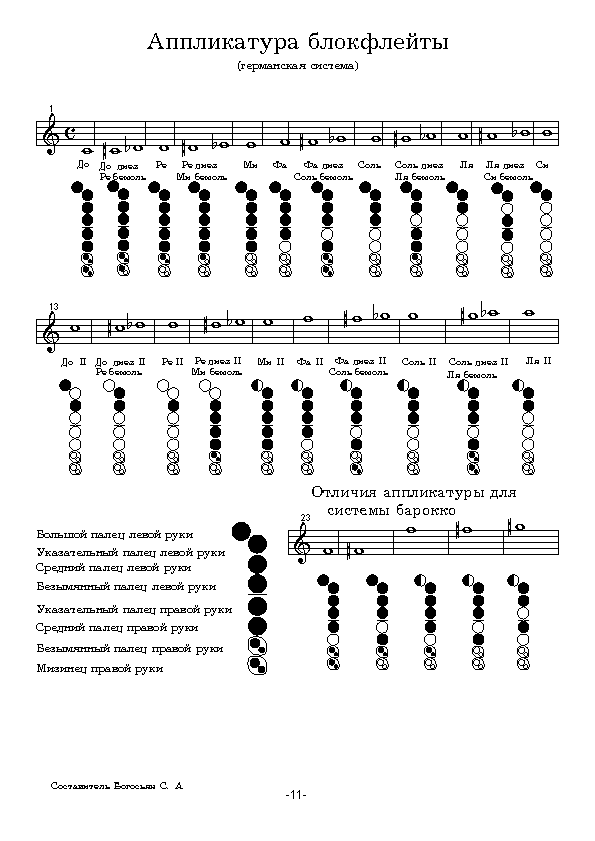 Аппликатура блокфлейты
(германская система)
1
До До диез Ре Ре диез Ми Фа Фа диез Соль Соль диез Ля Ля диез Си
Ре бемоль Ми бемоль Соль бемоль Ля бемоль Си бемоль
13
До II До диез II Ре II Ре диез II Ми II Фа II Фа диез II Соль II Соль диез II Ля II
Ре бемоль Ми бемоль Соль бемоль Ля бемоль
Отличия аппликатуры для
системы барокко
23
Большой палец левой руки
Указательный палец левой руки
Средний палец левой руки
Безымянный палец левой руки
Указательный палец правой руки
Средний палец правой руки
Безымянный палец правой руки
Мизинец правой руки
Составитель Богосьян С. А
-11-